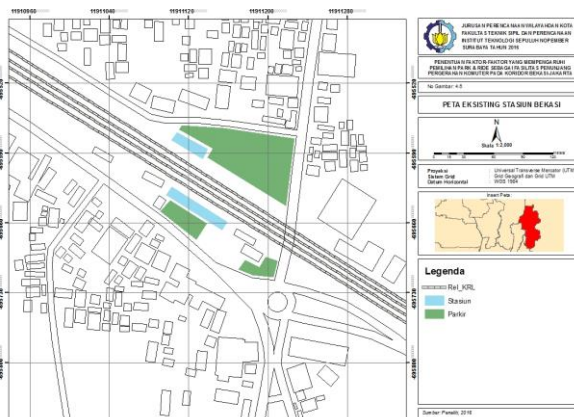 JURUSAN PERENCANAAN WILAYAH DAN KOTA
FAKULTAS TEKNIK SIPIL DAN PERENCANAAN
INSTITUT TEKNOLOGI SEPULUH NOPEMBER
SURABAYA TAHUN 2016
PENENTUAN FAKTOR-FAKTOR YANG MEMPENGARUHI
PEMILIHAN PARK & RIDE SEBAGAI FASILITAS PENUNJANG
PERGERAKAN KOMUTER PADA KORIDOR BEKASI-JAKARTA
No Gambar: 4.5
PETA EKSISTING STASIUN BEKASI
N
Skala 1:2.000
Proyeksi : Universal Transverse Mercator (UTM)
Sistem Grid : Grid Geografi dan Grid UTM
Datum Horizontal : WGS 1984
Insert Peta
Legenda
Rel_KRL
Stasiun
Parkir
Sumber: Peneliti, 2016